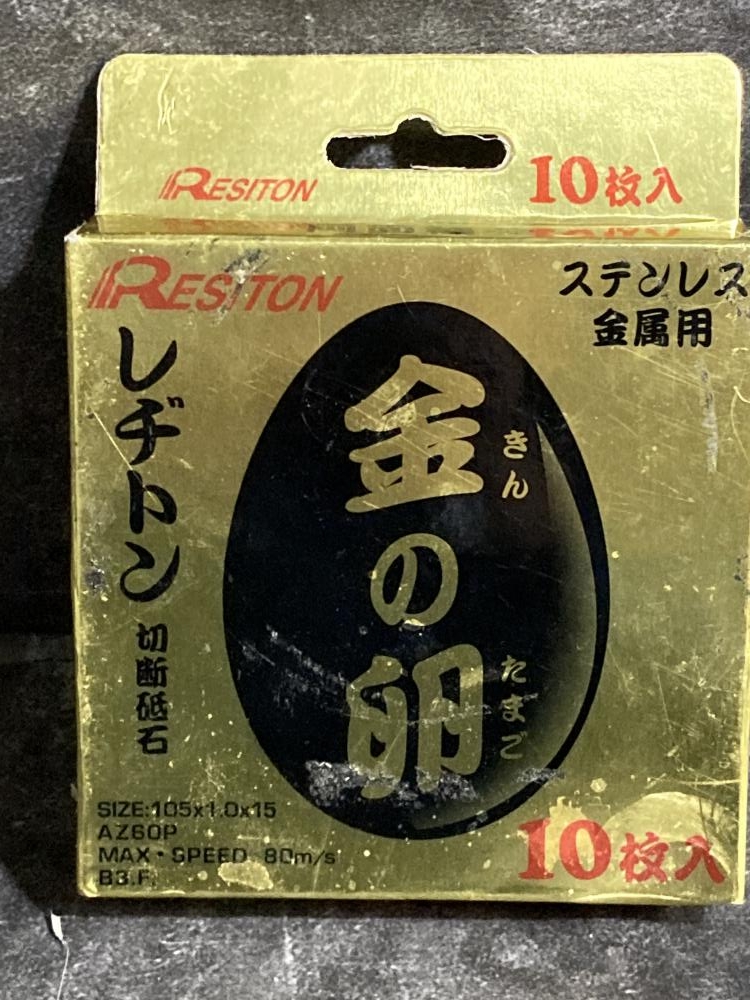 RESITON
10枚入
RESITON
ステンレス
金属用
レヂトン
切断砥石
金の卵
きん
たまご
SIZE:105x1.0x15
AZ60P
MAX・SPEED 80m/s
B3.F.
10枚入